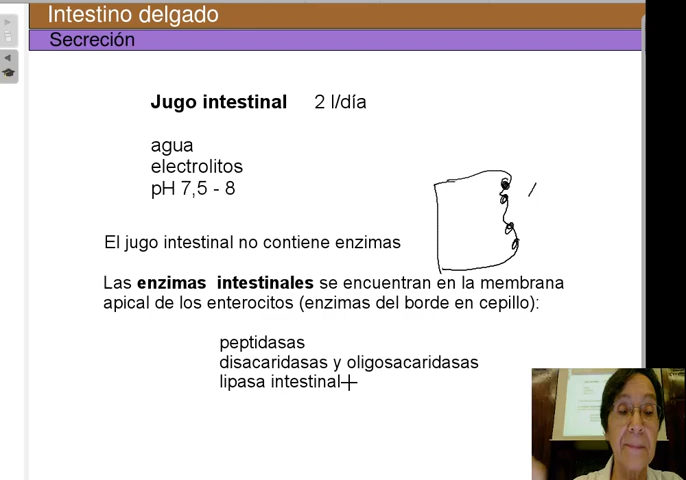 Intestino delgado
Secreción
Jugo intestinal 2 l/día
agua
electrolitos
pH 7,5 - 8
El jugo intestinal no contiene enzimas
Las enzimas intestinales se encuentran en la membrana
apical de los enterocitos (enzimas del borde en cepillo):
peptidasas
disacaridasas y oligosacaridasas
lipasa intestinal